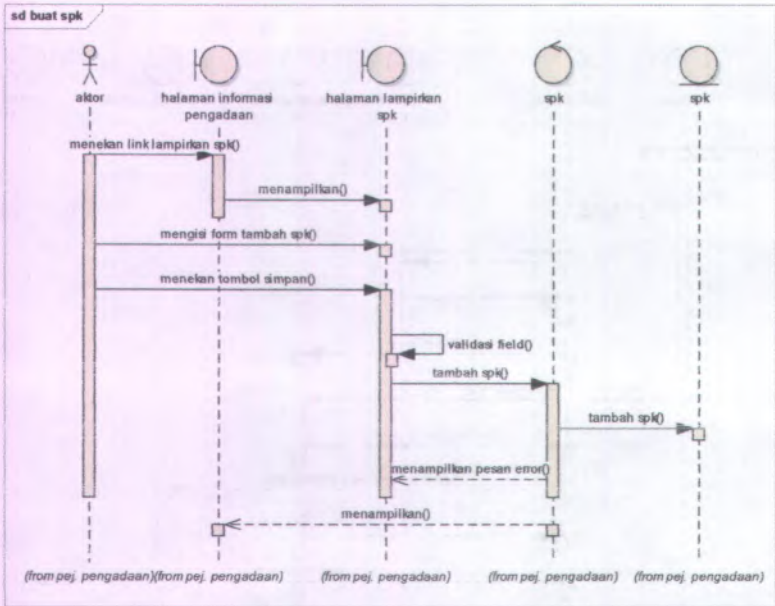 sd buat spk
aktor
halaman informasi
pengadaan
halaman lampirkan
spk
spk
spk
menekan link lampirkan spk()
menampilkan()
mengisi form tambah spk()
menekan tombol simpan()
validasi field()
tambah spk()
tambah spk()
menampilkan pesan error()
menampilkan()
(from pej. pengadaan)
(from pej. pengadaan)
(from pej. pengadaan)
(from pej. pengadaan)
(from pej. pengadaan)